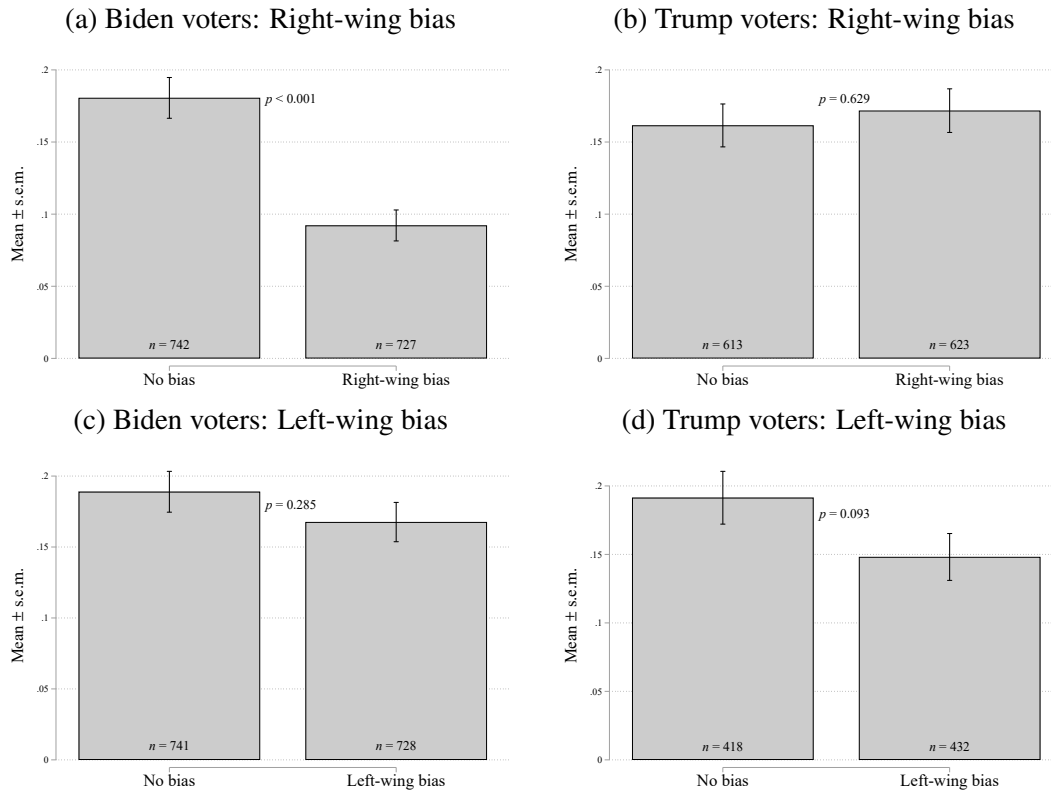 (a) Biden voters: Right-wing bias
Mean ± s.e.m.
.2
.15
.1
.05
0
p < 0.001
n = 742
n = 727
No bias
Right-wing bias
(b) Trump voters: Right-wing bias
Mean ± s.e.m.
.2
.15
.1
.05
0
p = 0.629
n = 613
n = 623
No bias
Right-wing bias
(c) Biden voters: Left-wing bias
Mean ± s.e.m.
.2
.15
.1
.05
0
p = 0.285
n = 741
n = 728
No bias
Left-wing bias
(d) Trump voters: Left-wing bias
Mean ± s.e.m.
.2
.15
.1
.05
0
p = 0.093
n = 418
n = 432
No bias
Left-wing bias